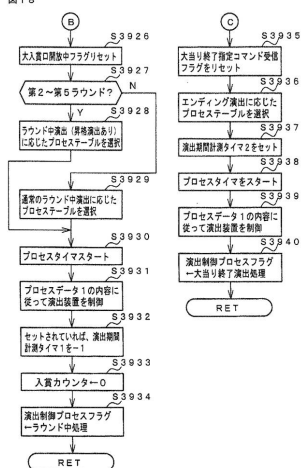 図78
B
S3926
大入賞口開放中フラグリセット
S3927
第2～第5ラウンド?
N
Y
S3928
ラウンド中演出(昇格演出あり)
に応じたプロセステーブルを選択
S3929
通常のラウンド中演出に応じた
プロセステーブルを選択
S3930
プロセスタイマスタート
S3931
プロセスデータ1の内容に
従って演出装置を制御
S3932
セットされていれば、演出期間
計測タイマ1を-1
S3933
入賞カウンタ←0
S3934
演出制御プロセスフラグ
←ラウンド中処理
RET
C
S3935
大当り終了指定コマンド受信
フラグをリセット
S3936
エンディング演出に応じた
プロセステーブルを選択
S3937
演出期間計測タイマ2をセット
S3938
プロセスタイマをスタート
S3939
プロセスデータ1の内容に
従って演出装置を制御
S3940
演出制御プロセスフラグ
←大当り終了演出処理
RET